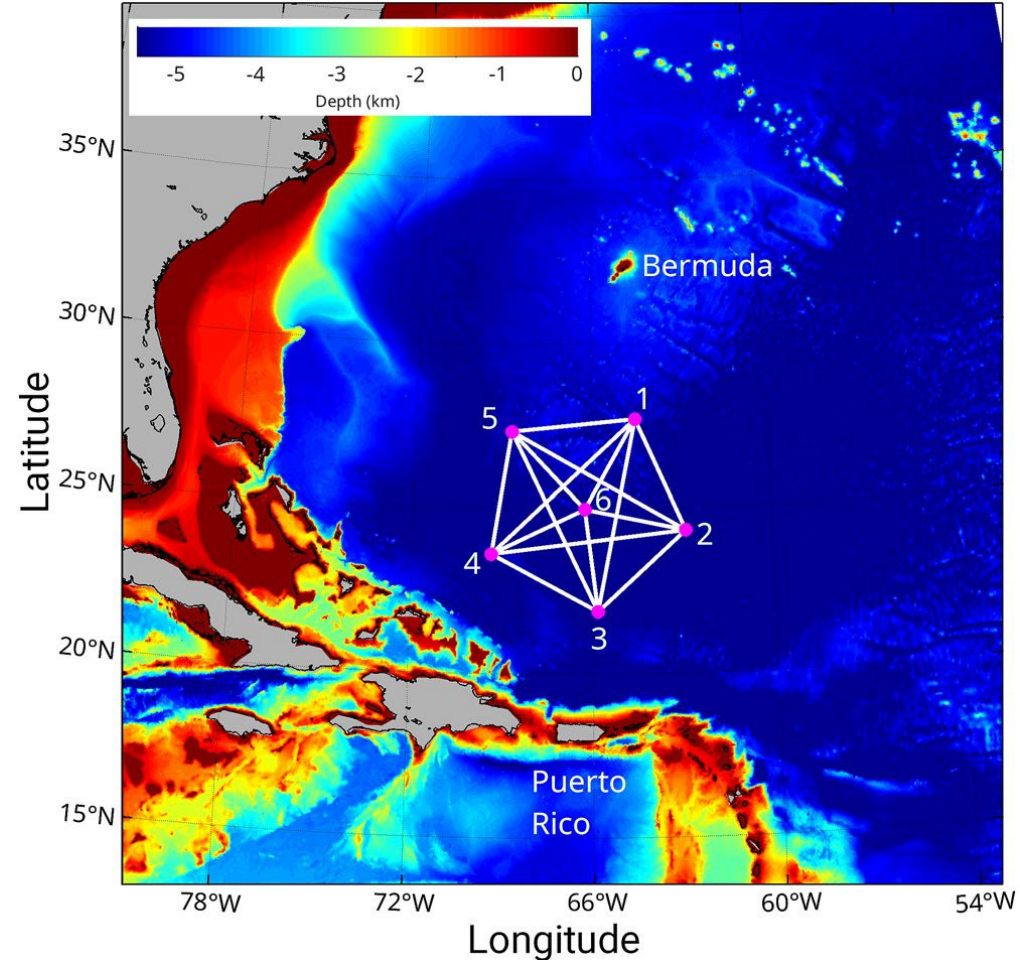 -5 -4 -3 -2 -1 0
Depth (km)
35°N
Bermuda
30°N
1
5
25°N
6
2
4
3
20°N
Puerto
Rico
15°N
78°W 72°W 66°W 60°W 54°W
Latitude
Longitude